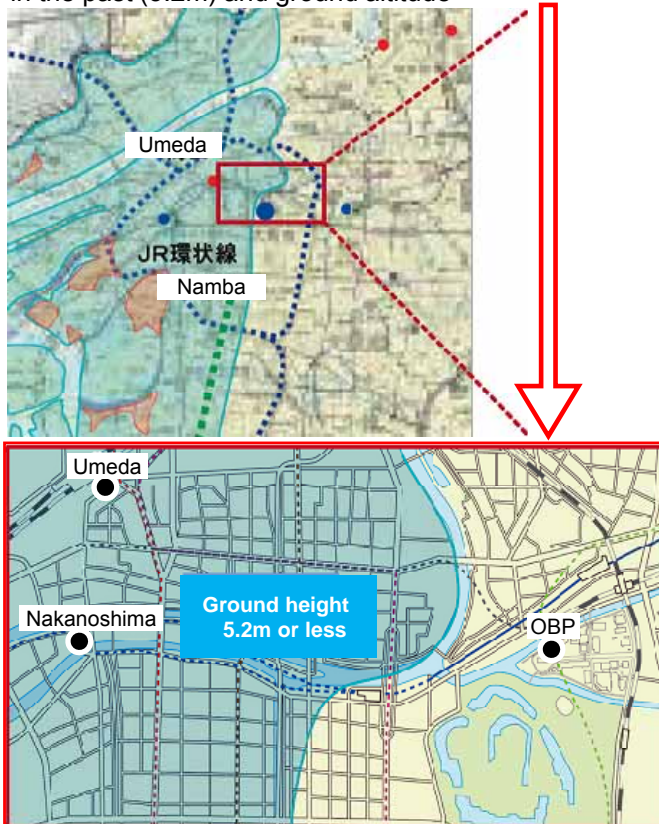 in the past (5.2m) and ground altitude
Umeda
JR環状線
Namba
Umeda
Ground height
5.2m or less
Nakanoshima
OBP